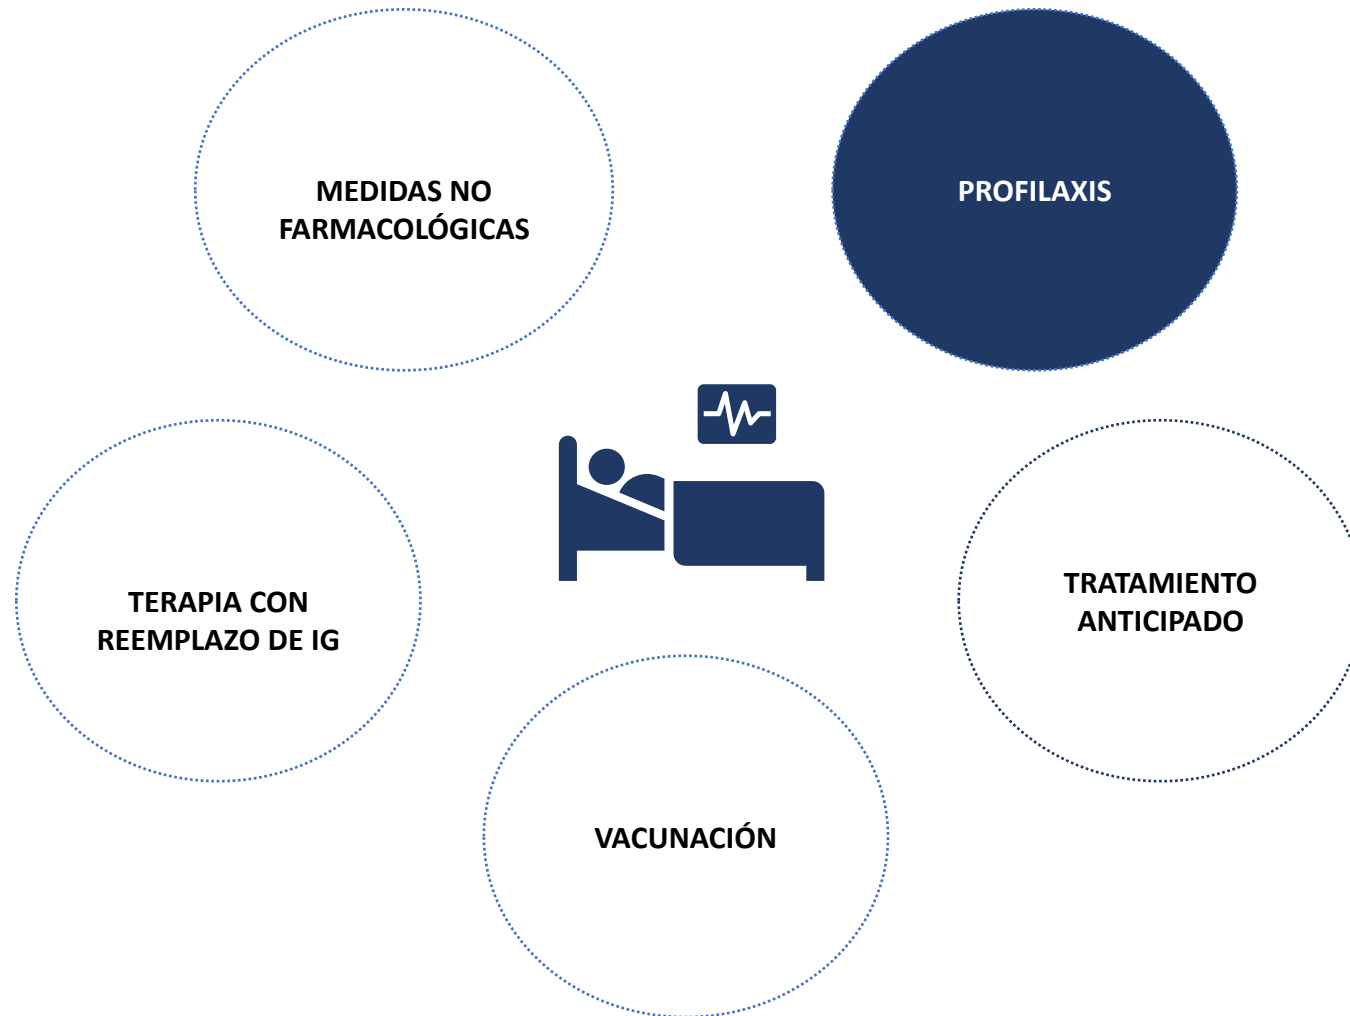 MEDIDAS NO
FARMACOLÓGICAS
PROFILAXIS
TERAPIA CON
REEMPLAZO DE IG
TRATAMIENTO
ANTICIPADO
VACUNACIÓN